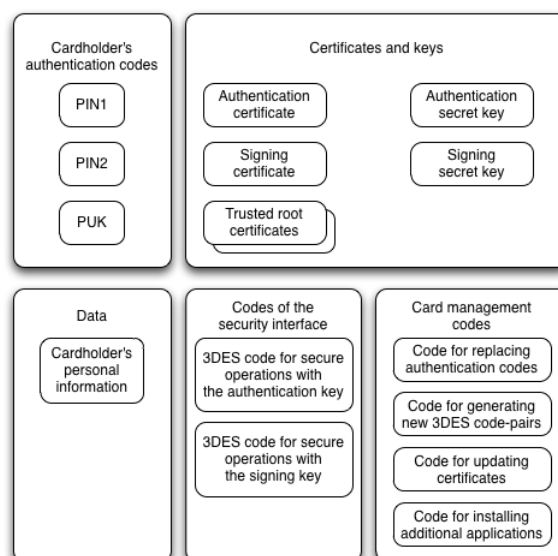 Cardholder's
authentication codes
PIN1
PIN2
PUK
Certificates and keys
Authentication
certificate
Authentication
secret key
Signing
certificate
Signing
secret key
Trusted root
certificates
Data
Cardholder's
personal
information
Codes of the
security interface
3DES code for secure
operations with
the authentication key
3DES code for secure
operations with
the signing key
Card management
codes
Code for replacing
authentication codes
Code for generating
new 3DES code-pairs
Code for updating
certificates
Code for installing
additional applications